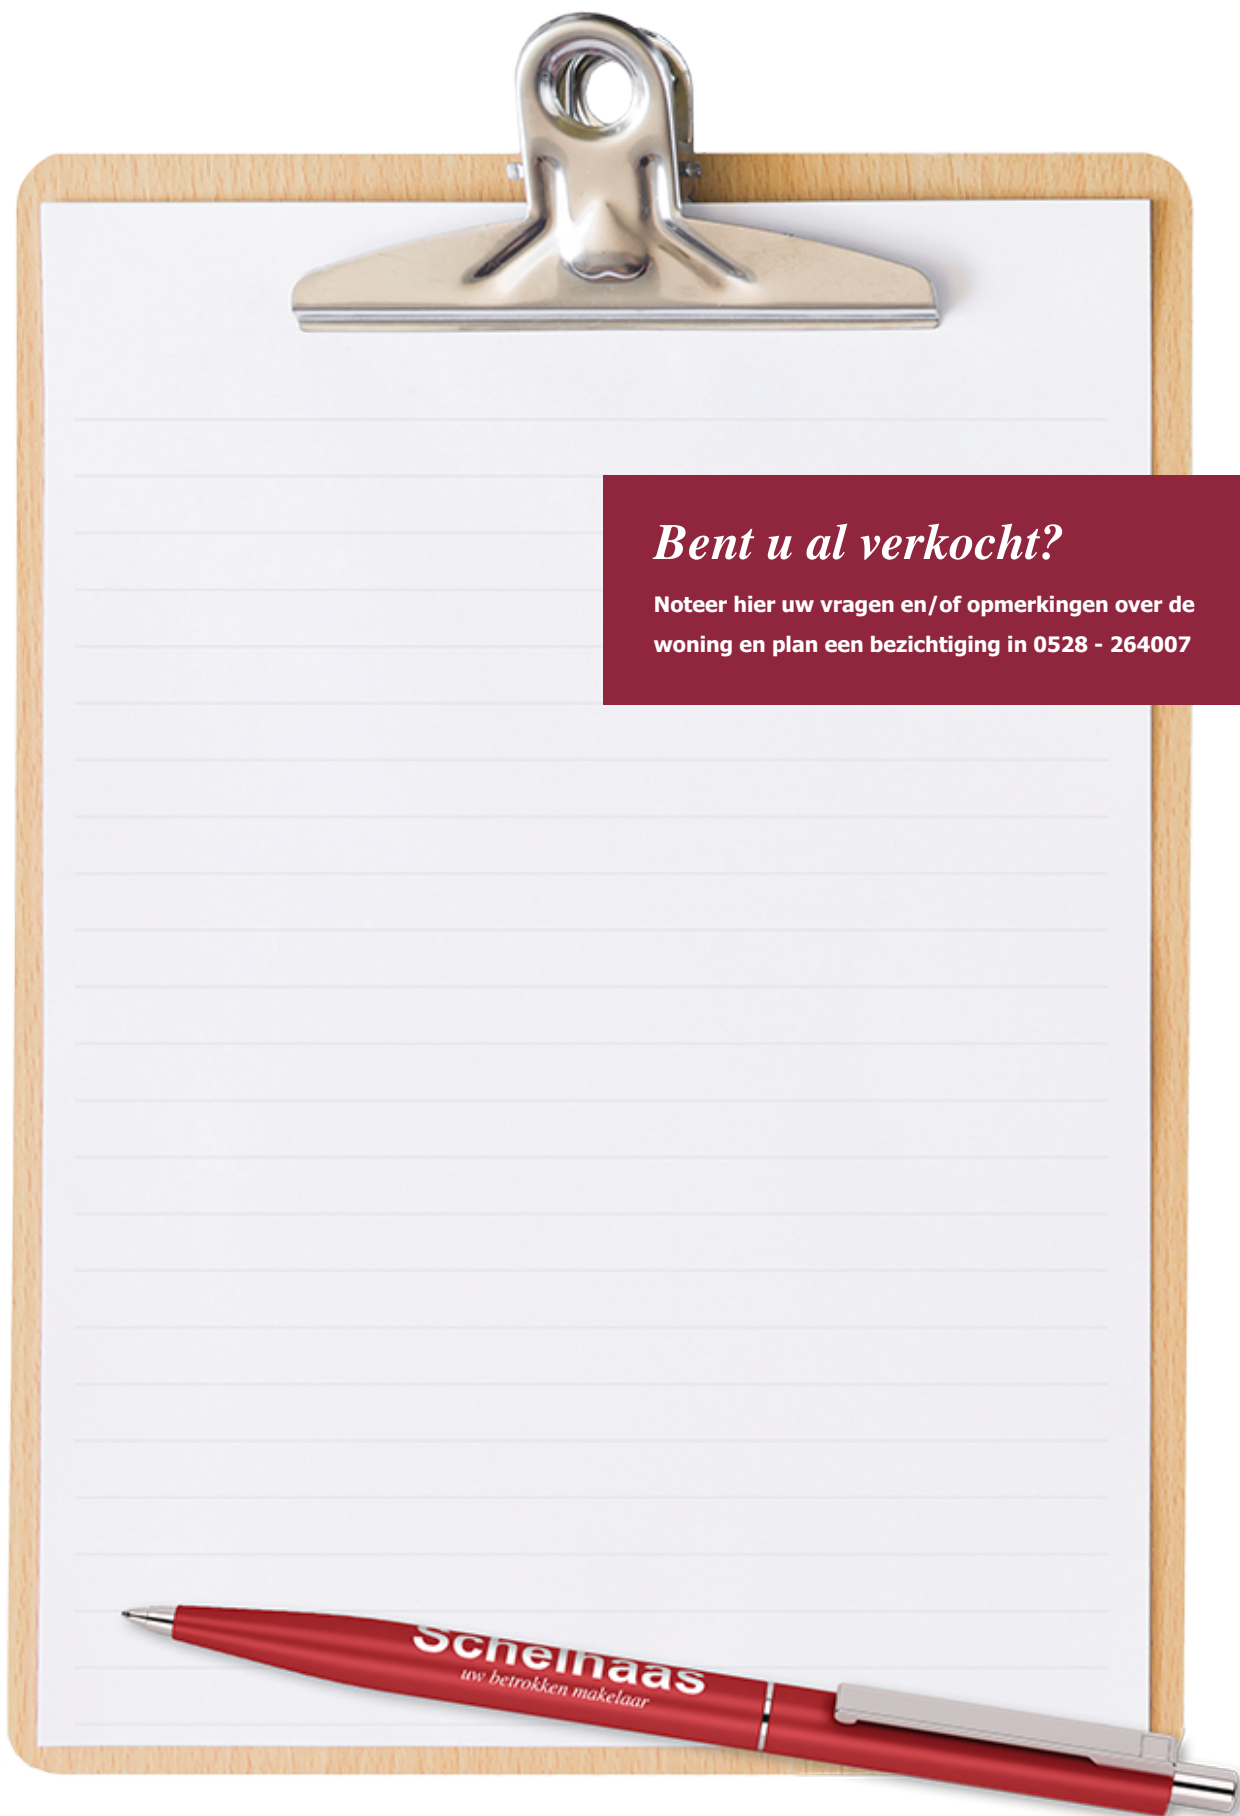 Bent u al verkocht?
Noteer hier uw vragen en/of opmerkingen over de
woning en plan een bezichtiging in 0528 - 264007
Schelhaas
uw betrokken makelaar